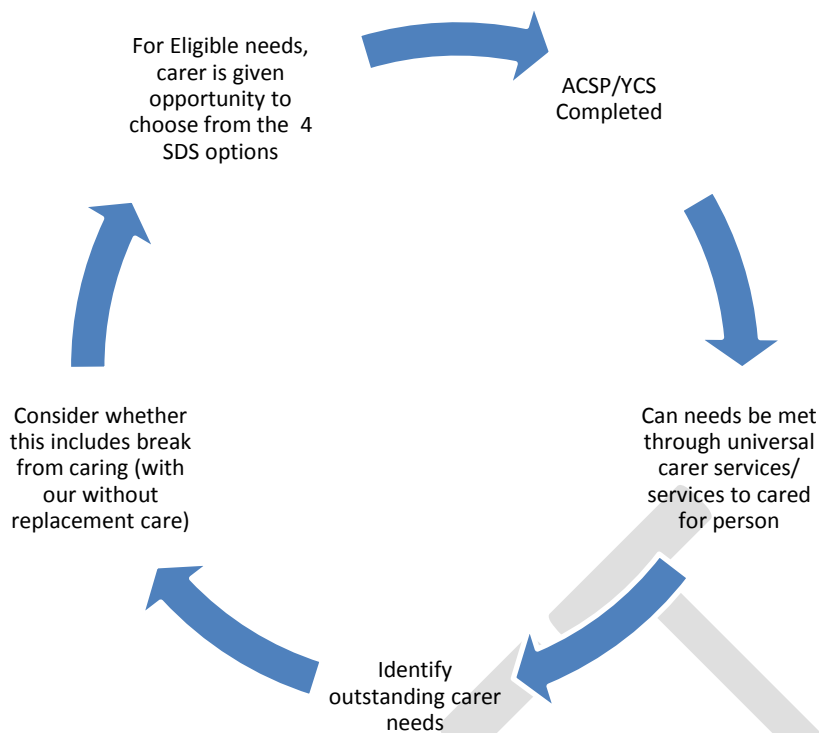 For Eligible needs,
carer is given
opportunity to
choose from the  4
SDS options
ACSP/YCS
Completed
Can needs be met
through universal
carer services/
services to cared
for person
Identify
outstanding carer
needs
Consider whether
this includes break
from caring (with
our without
replacement care)